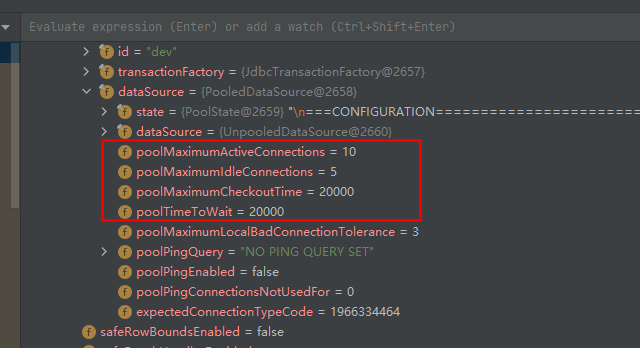 Evaluate expression (Enter) or add a watch (Ctrl+Shift+Enter)
id = "dev"
transactionFactory = {JdbcTransactionFactory@2657}
dataSource = {PooledDataSource@2658}
state = {PoolState@2659} "\n===CONFIGURATION========================
dataSource = {UnpooledDataSource@2660}
poolMaximumActiveConnections = 10
poolMaximumIdleConnections = 5
poolMaximumCheckoutTime = 20000
poolTimeToWait = 20000
poolMaximumLocalBadConnectionTolerance = 3
poolPingQuery = "NO PING QUERY SET"
poolPingEnabled = false
poolPingConnectionsNotUsedFor = 0
expectedConnectionTypeCode = 1966334464
safeRowBoundsEnabled = false